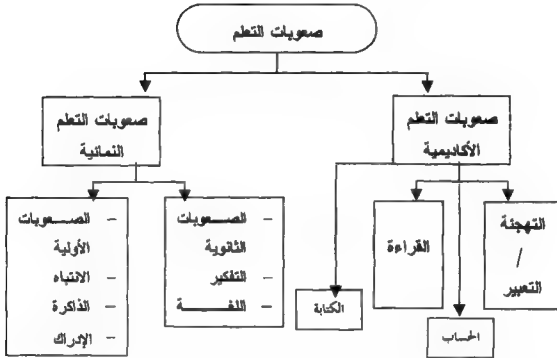 صعوبات التعلم
صعوبات التعلم
الأكاديمية
صعوبات التعلم
النمائية
التهجئة
/
التعبير
القراءة
الكتابة
الحساب
- الصعوبات
الثانوية
- التفكير
- اللغة
- الصعوبات
الأولية
- الانتباه
- الذاكرة
- الإدراك